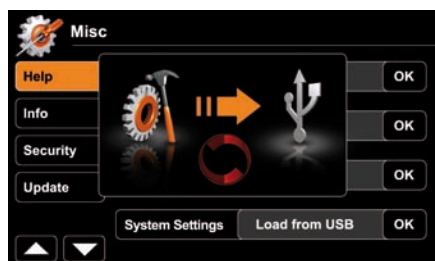 Misc
Help
OK
Info
OK
Security
OK
Update
System Settings Load from USB OK